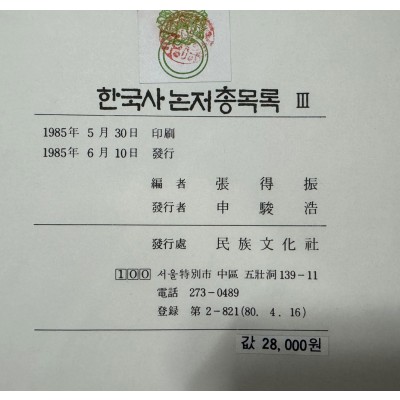 한국사 논저 총목록 Ⅲ
1985年 5月 30日 印刷
1985年 6月 10日 發行
編者 張得振
發行者 申駿浩
發行處 民族文化社
100 서울特別市 中區 五壯洞139-11
電話 273-0489
登録 第 2-821(80. 4. 16)
값 28,000원